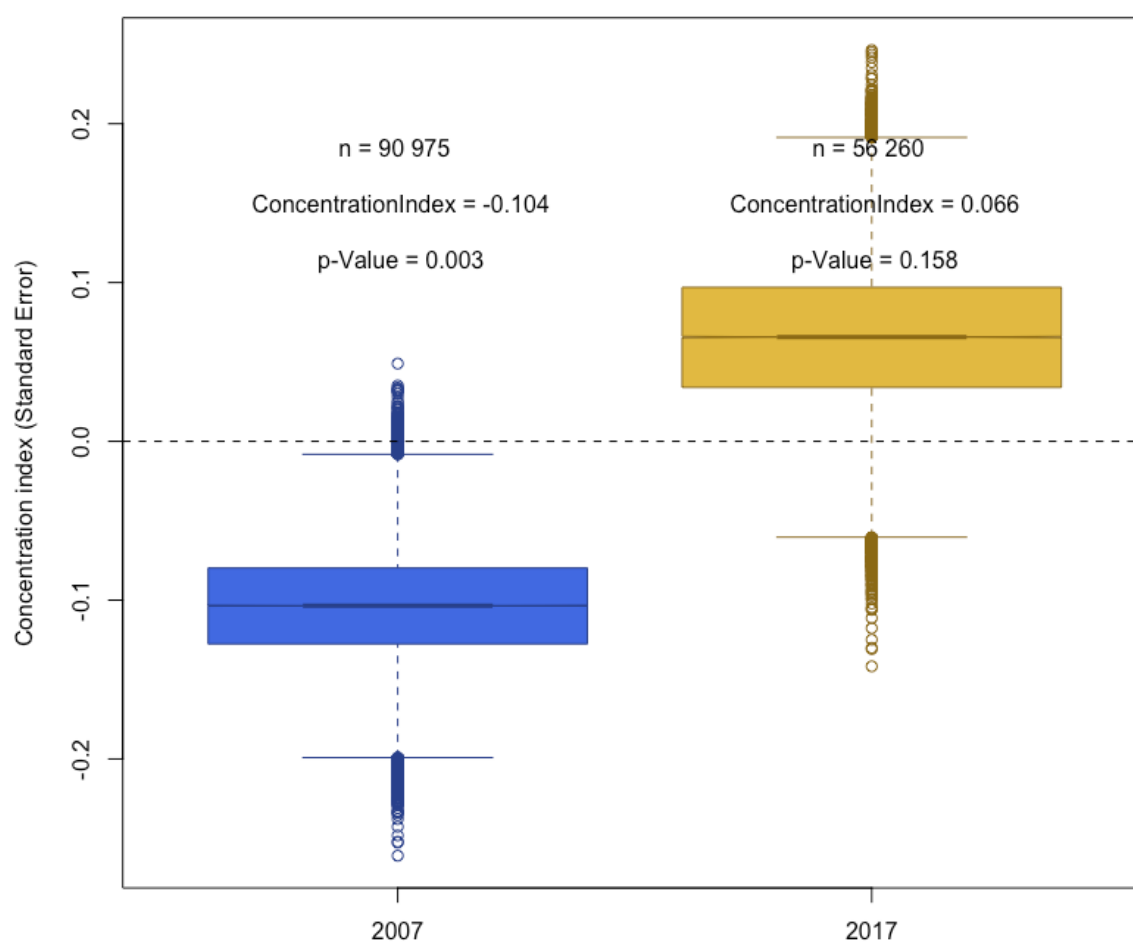 Concentration index (Standard Error)
0.2
0.1
0.0
-0.1
-0.2
n = 90 975
ConcentrationIndex = -0.104
p-Value = 0.003
n = 56 260
ConcentrationIndex = 0.066
p-Value = 0.158
2007
2017